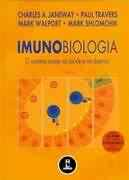 CHARLES A JANEWAY • PAUL TRAVERS
MARK WALPORT • MARK SHLOMCHIK
IMUNOBIOLOGIA
O sistema imune na saúde e na doença